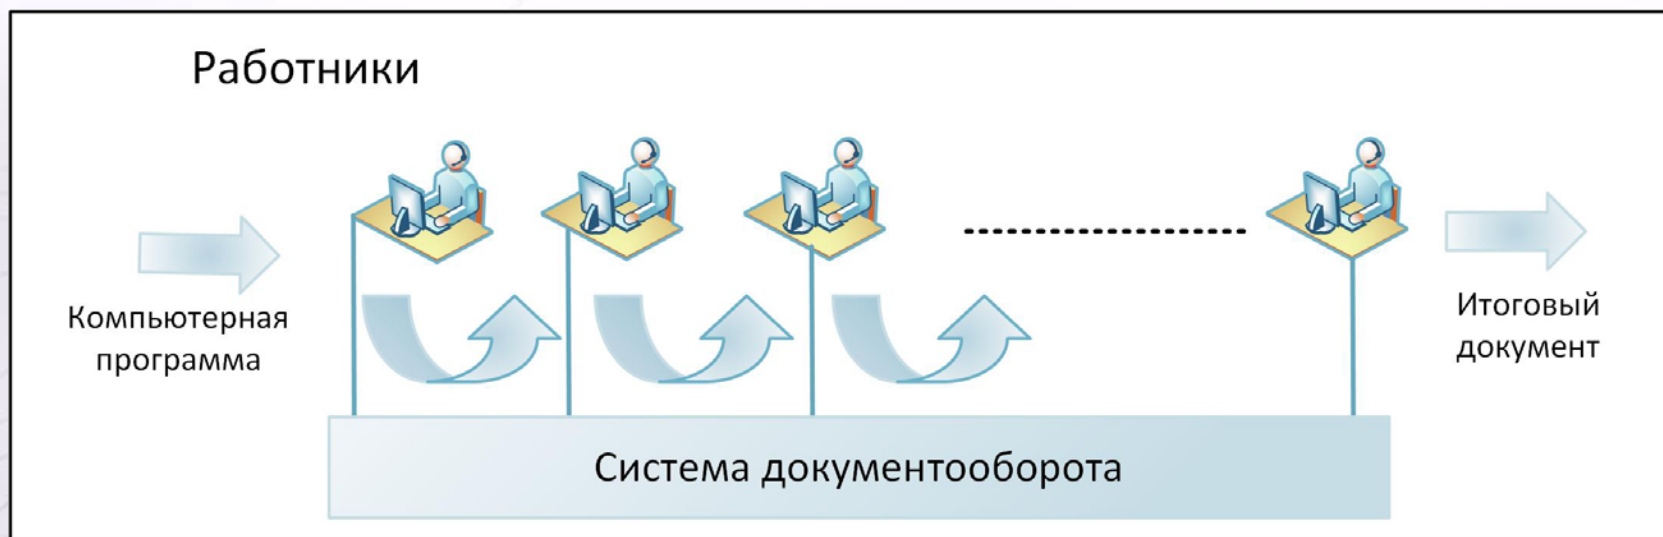 Работники
Компьютерная
программа
Итоговый
документ
Система документооборота